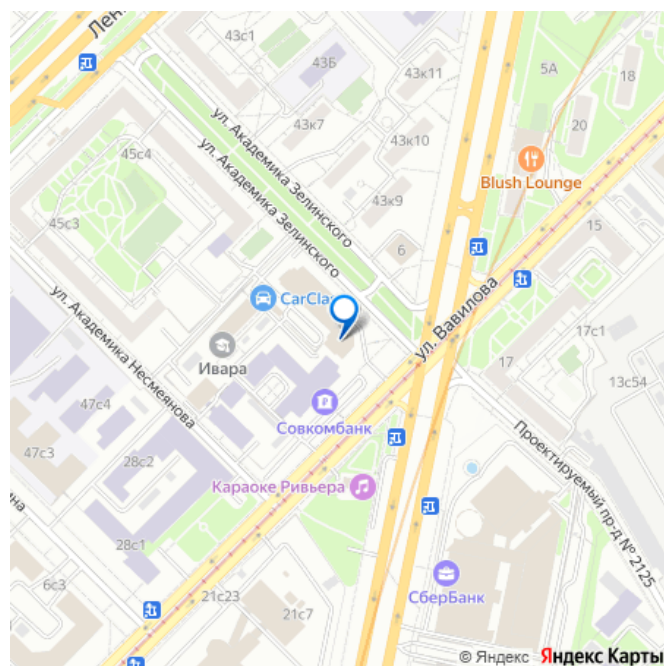 43с1
43Б
43к11
5А
18
20
43к7
43к10
ул. Академика Зелинского
ул. Академика Зелинского
45с4
Blush Lounge
43к9
45с3
15
6
ул. Вавилова
CarCla
ул. Академика Несмеянова
Ивара
17с1
17
13с54
47с4
Совкомбанк
Проектируемый пр-д № 2125
47с3
28с2
Караоке Ривьера
28с1
6с3
21с23
21с7
СберБанк
© Яндекс Яндекс Карты